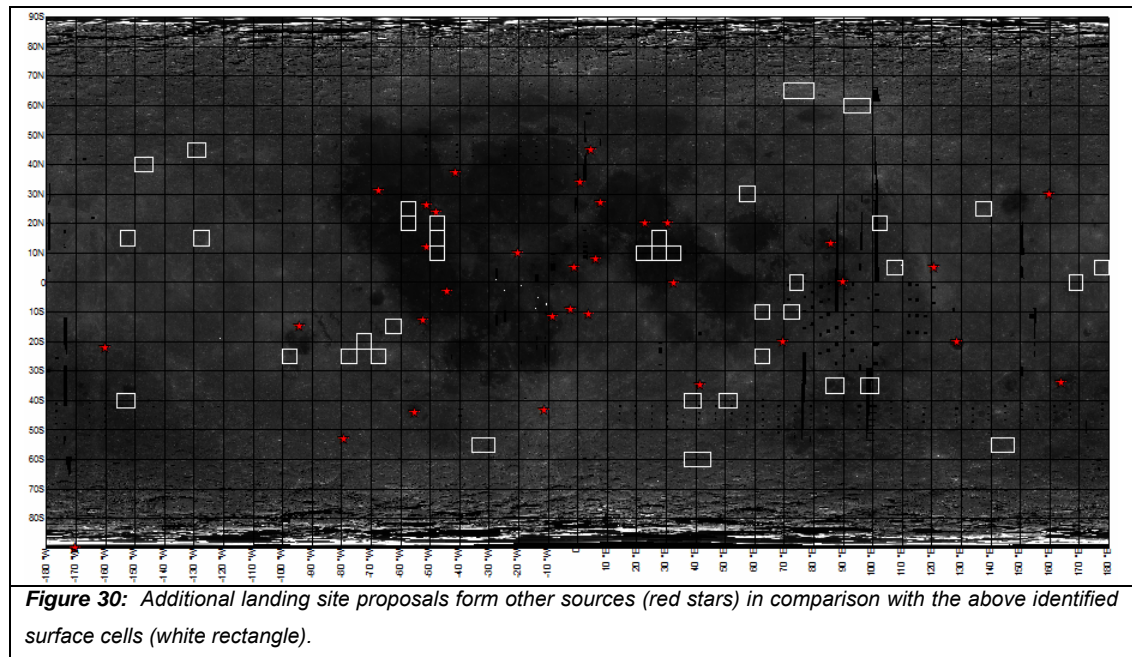 90S
80N
70N
60N
50N
40N
30N
20N
10N
0
10S
20S
30S
40S
50S
60S
70S
80S
-180 °W
-170 °W
-160 °W
-150 °W
-140 °W
-130 °W
-120 °W
-110 °W
-100 °W
-90 °W
-80 °W
-70 °W
-60 °W
-50 °W
-40 °W
-30 °W
-20 °W
-10 °W
0
10 °E
20 °E
30 °E
40 °E
50 °E
60 °E
70 °E
80 °E
90 °E
100 °E
110 °E
120 °E
130 °E
140 °E
150 °E
160 °E
170 °E
180 °E
Figure 30: Additional landing site proposals form other sources (red stars) in comparison with the above identified
surface cells (white rectangle).